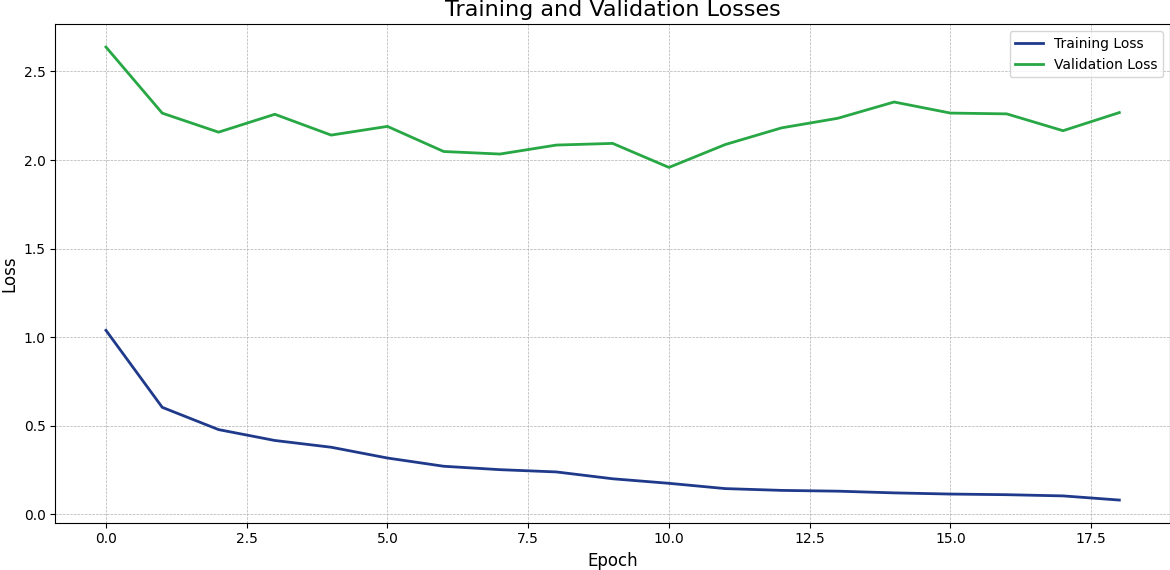 Training and Validation Losses
Training Loss
Validation Loss
2.5
2.0
1.5
1.0
0.5
0.0
Loss
0.0 2.5 5.0 7.5 10.0 12.5 15.0 17.5
Epoch